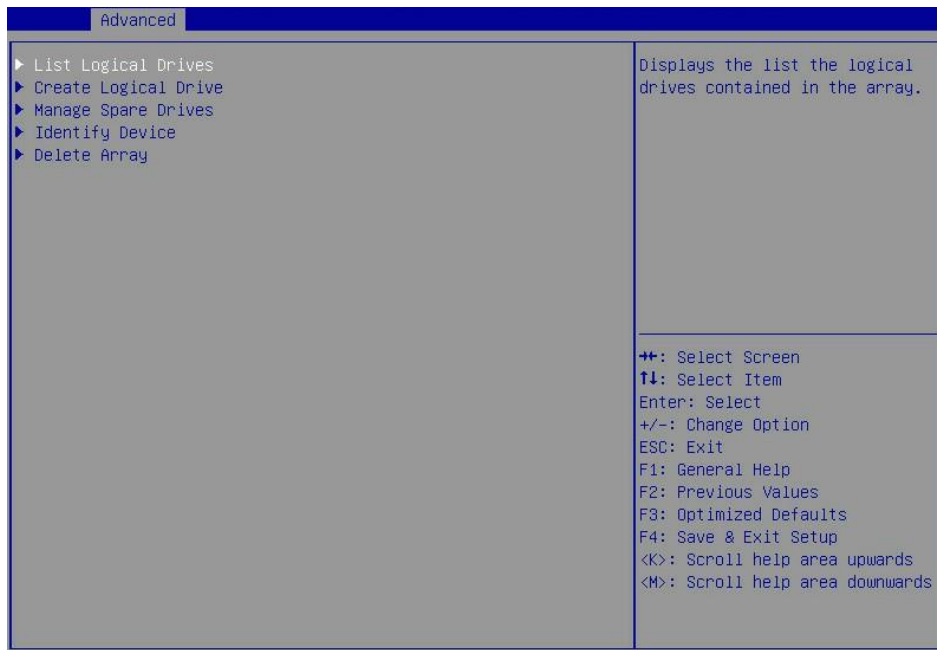 Advanced
List Logical Drives
Create Logical Drive
Manage Spare Drives
Identify Device
Delete Array
Displays the list the logical
drives contained in the array.
→←: Select Screen
↑↓: Select Item
Enter: Select
+/-: Change Option
ESC: Exit
F1: General Help
F2: Previous Values
F3: Optimized Defaults
F4: Save & Exit Setup
<K>: Scroll help area upwards
<M>: Scroll help area downwards